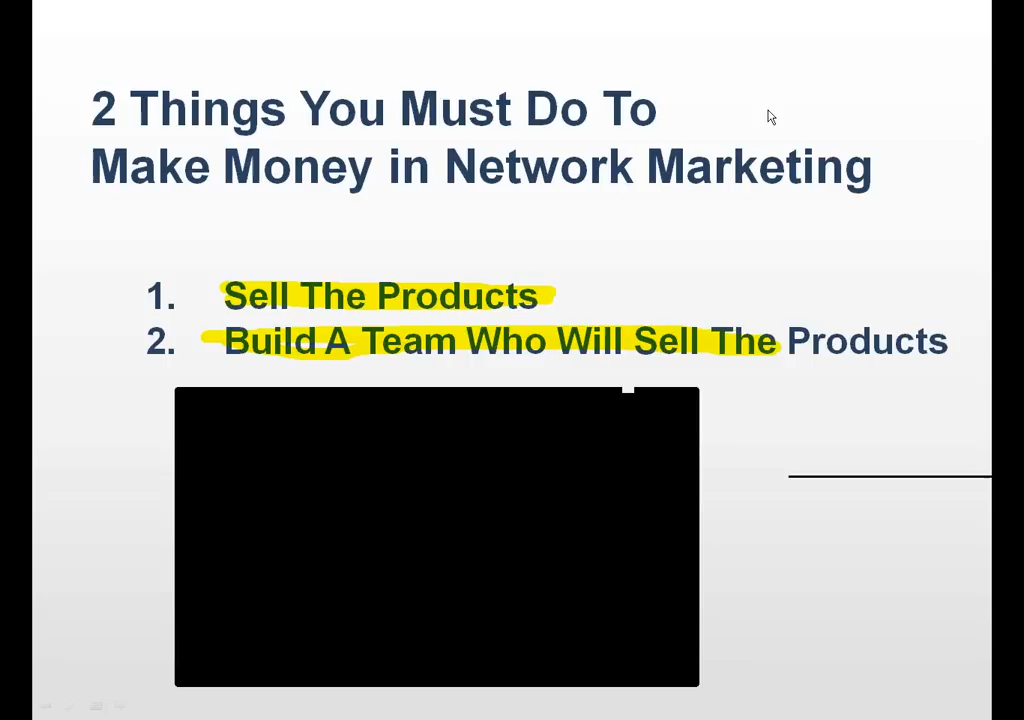 2 Things You Must Do To
Make Money in Network Marketing
1. Sell The Products
2. Build A Team Who Will Sell The Products